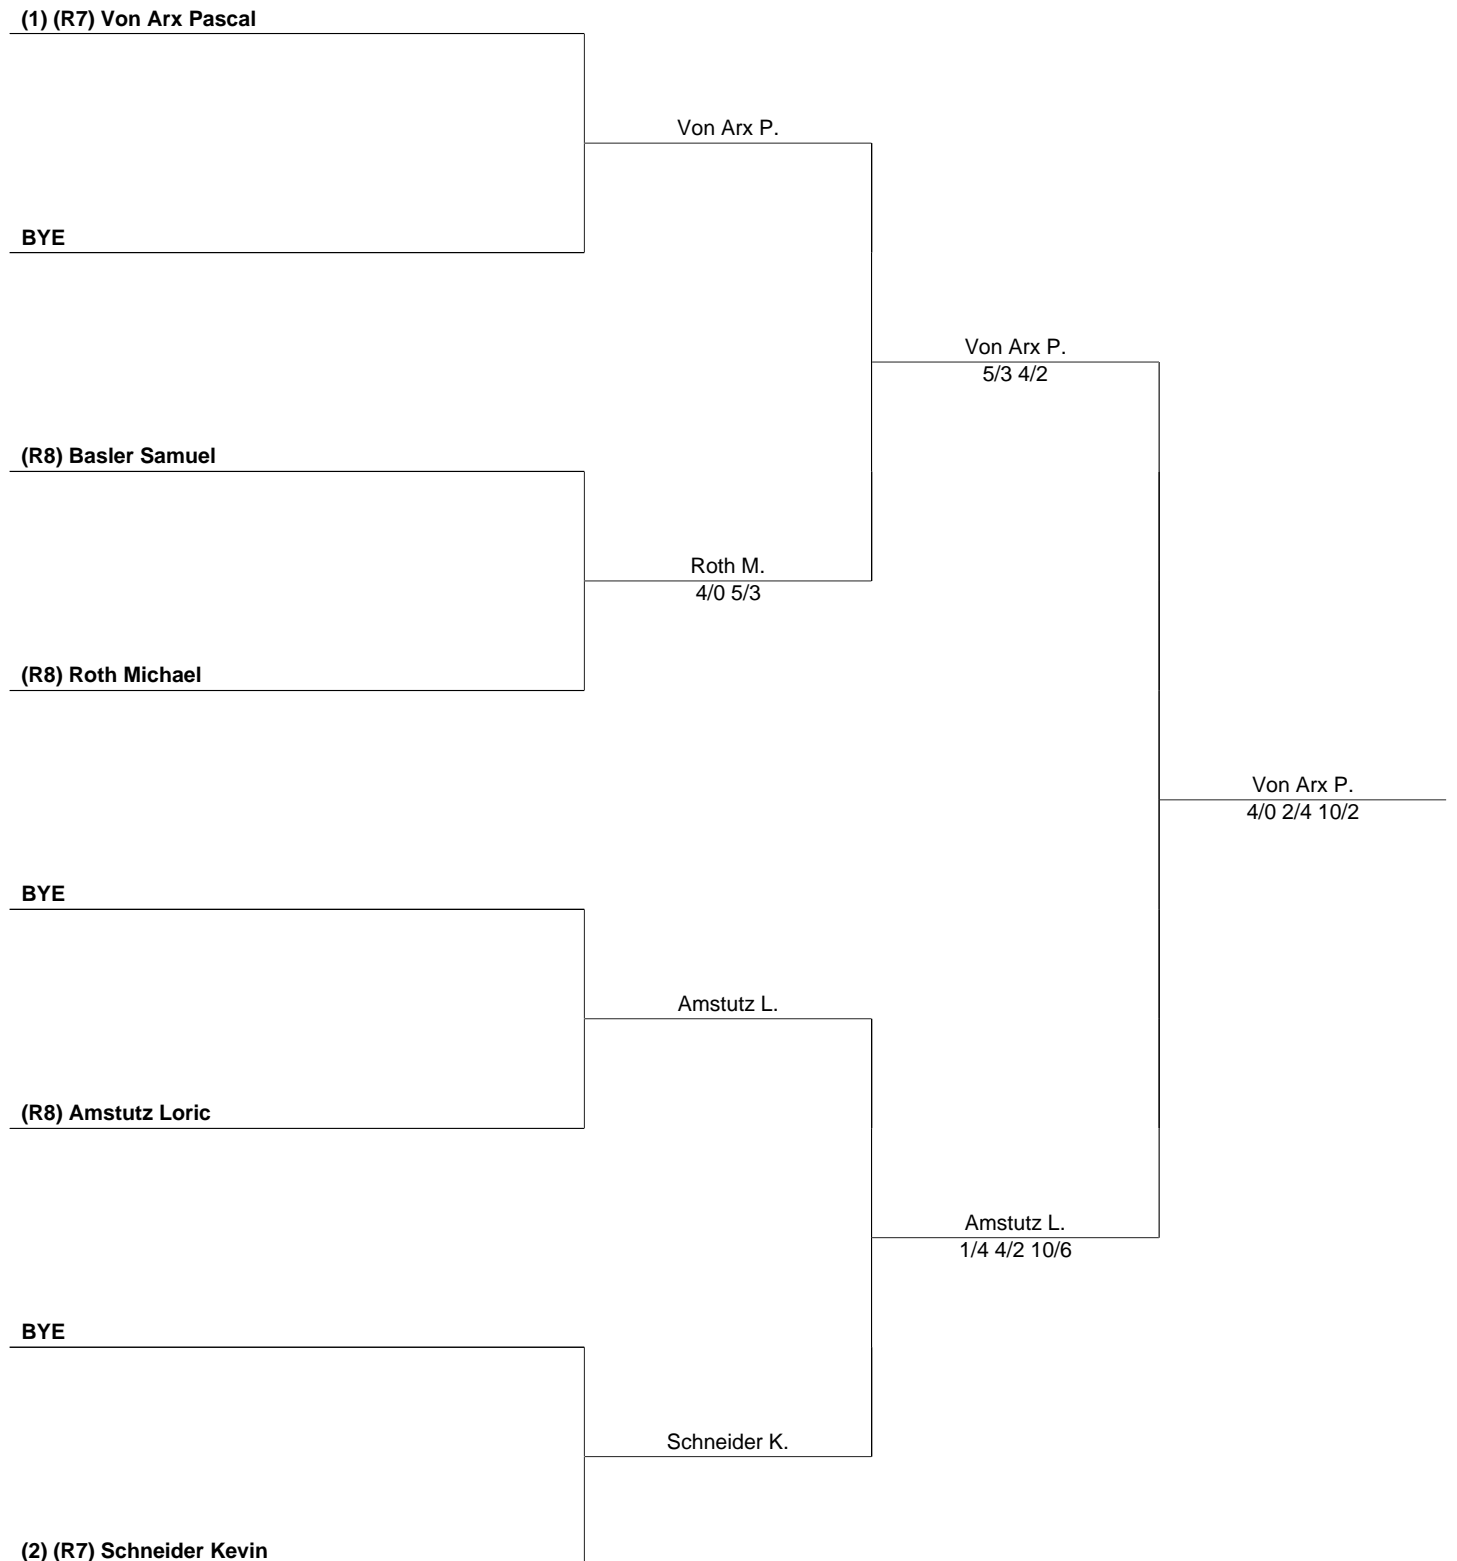 (1) (R7) Von Arx Pascal
Von Arx P.
BYE
Von Arx P.
5/3 4/2
(R8) Basler Samuel
Roth M.
4/0 5/3
(R8) Roth Michael
Von Arx P.
4/0 2/4 10/2
BYE
Amstutz L.
(R8) Amstutz Loric
Amstutz L.
1/4 4/2 10/6
BYE
Schneider K.
(2) (R7) Schneider Kevin